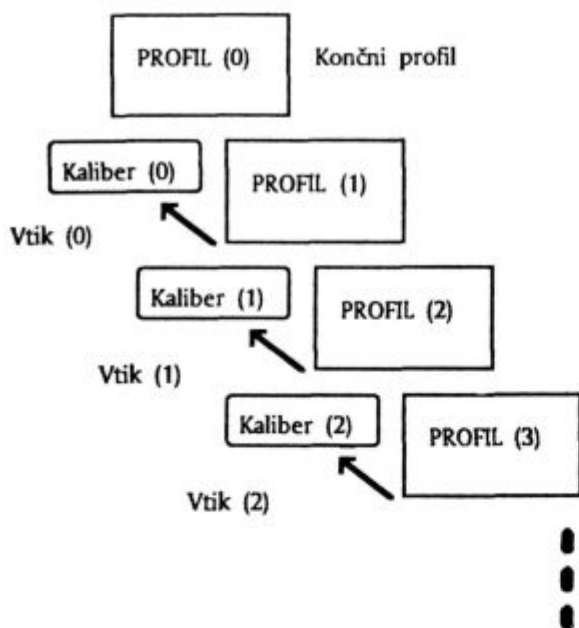 PROFIL (0) Končni profil
Kaliber (0) PROFIL (1)
Vtik (0)
Kaliber (1) PROFIL (2)
Vtik (1)
Kaliber (2) PROFIL (3)
Vtik (2)